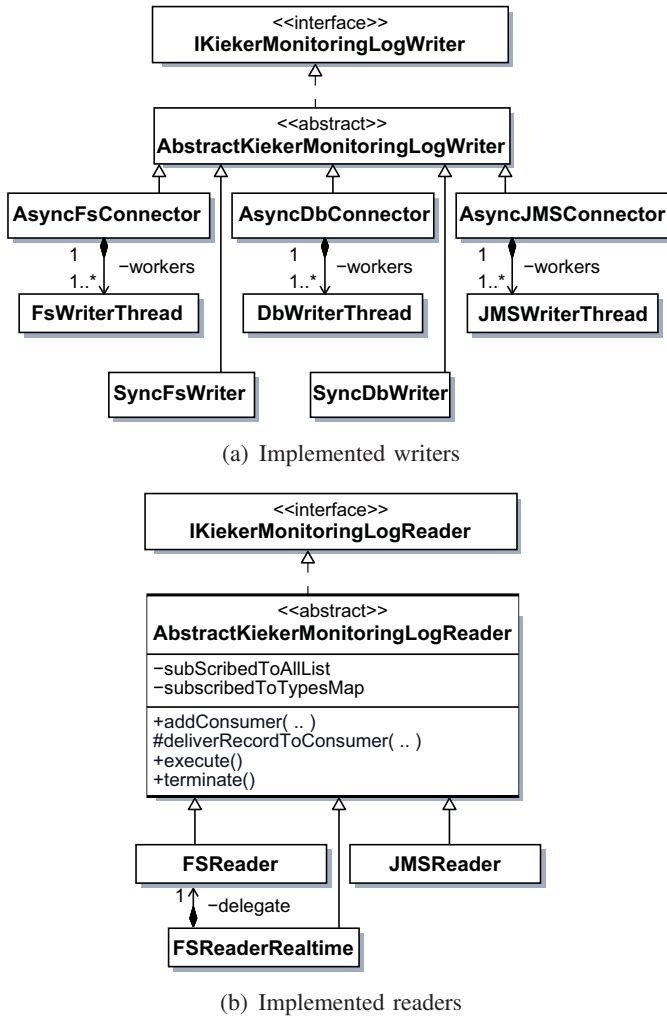 <<interface>>
IKiekerMonitoringLogWriter
<<abstract>>
AbstractKiekerMonitoringLogWriter
AsyncFsConnector AsyncDbConnector AsyncJMSConnector
1 −workers 1 −workers 1 −workers
1..* 1..* 1..*
FsWriterThread DbWriterThread JMSWriterThread
SyncFsWriter SyncDbWriter
(a) Implemented writers
<<interface>>
IKiekerMonitoringLogReader
<<abstract>>
AbstractKiekerMonitoringLogReader
−subScribedToAllList
−subscribedToTypesMap
+addConsumer( .. )
#deliverRecordToConsumer( .. )
+execute()
+terminate()
FSReader JMSReader
1 −delegate
FSReaderRealtime
(b) Implemented readers